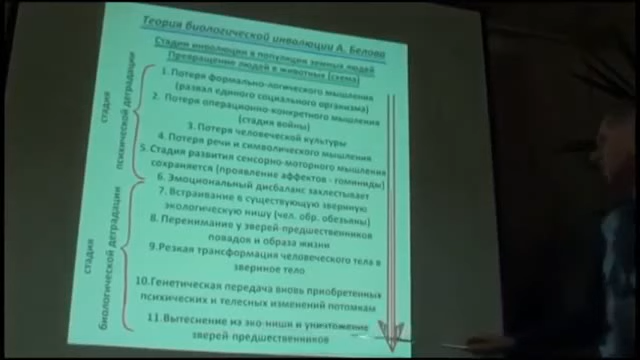 Теория биологической инволюции А. Белова
Стадии инволюции в популяции земных людей
Превращение людей в животных (схема)
1. Потеря формально-логического мышления
(развал единого социального организма)
2. Потеря операционно-конкретного мышления
(стадия войны)
3. Потеря человеческой культуры
4. Потеря речи и символического мышления
5. Стадия развития сенсорно-моторного мышления
сохраняется (проявление аффектов - гоминиды)
6. Эмоциональный дисбаланс захлестывает
7. Встраивание в существующую звериную
экологическую нишу (чел. обр. обезьяны)
8. Перенимание у зверей-предшественников
повадок и образа жизни
9.Резкая трансформация человеческого тела в
звериное тело
10.Генетическая передача вновь приобретенных
психических и телесных изменений потомкам
11.Вытеснение из эко-ниши и уничтожение
зверей-предшественников
стадия
психической деградации
стадия
биологической деградации